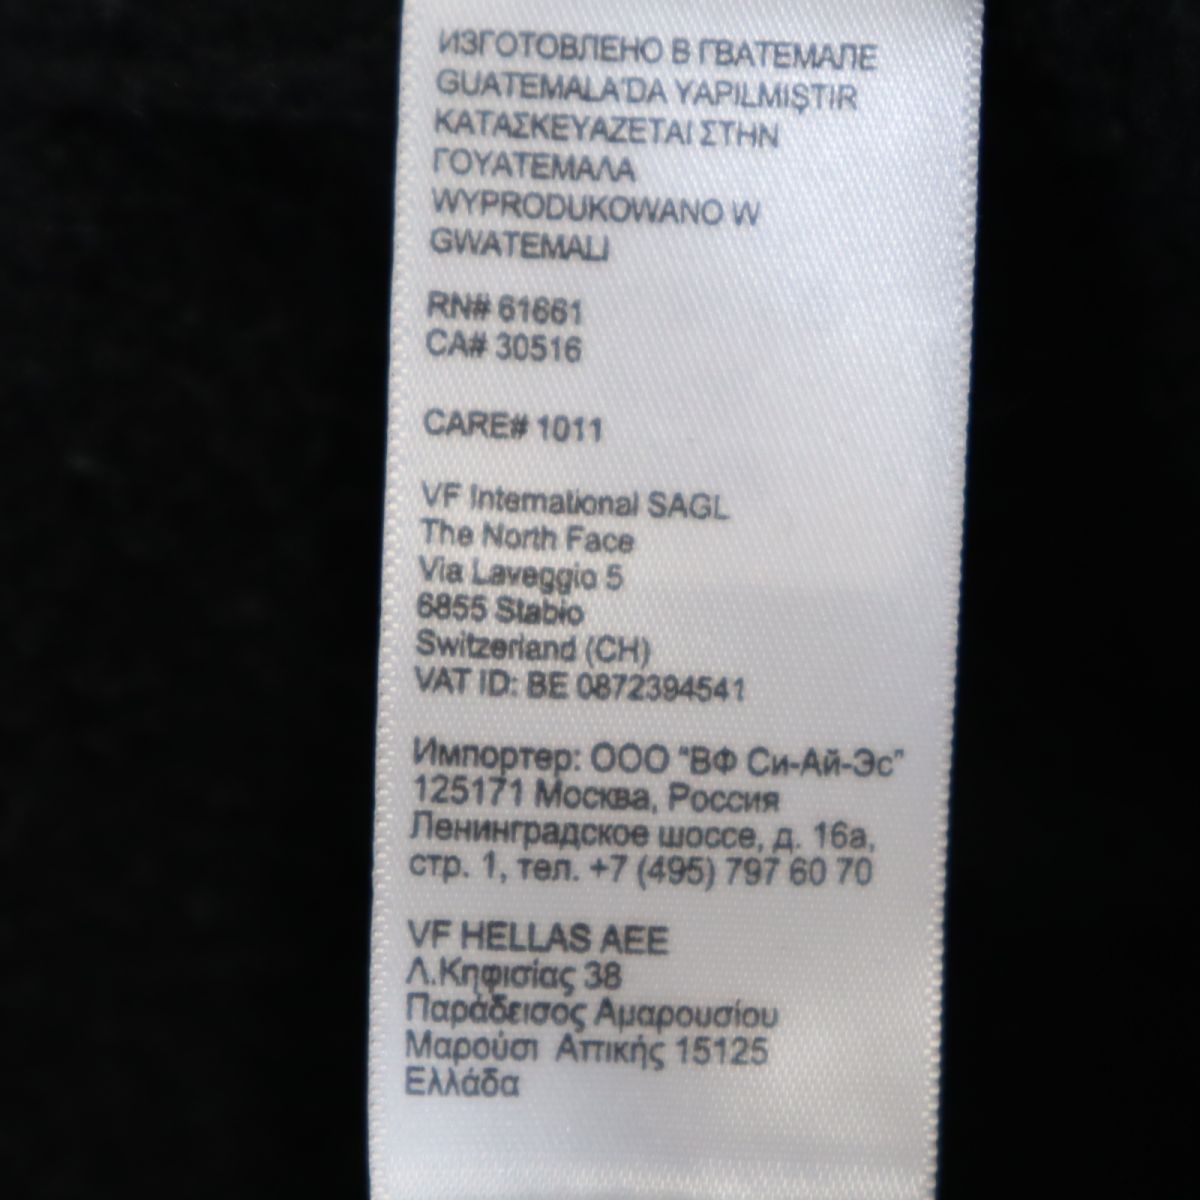 ИЗГОТОВЛЕНО В ГВАТЕМАЛЕ
GUATEMALA'DA YAPILMIŞTIR
ΚΑΤΑΣΚΕΥΑΖΕΤΑΙ ΣΤΗΝ
ΓΟΥΑΤΕΜΑΛΑ
WYPRODUKOWANO W
GWATEMALI
RN# 61661
CA# 30516
CARE# 1011
VF International SAGL
The North Face
Via Laveggio 5
6855 Stabio
Switzerland (CH)
VAT ID: BE 0872394541
Импортер: ООО "ВФ Си-Ай-Эс"
125171 Москва, Россия
Ленинградское шоссе, д. 16а,
стр. 1, тел. +7 (495) 797 60 70
VF HELLAS AEE
Λ.Κηφισίας 38
Παράδεισος Αμαρουσίου
Μαρούσι Αττικής 15125
Ελλάδα